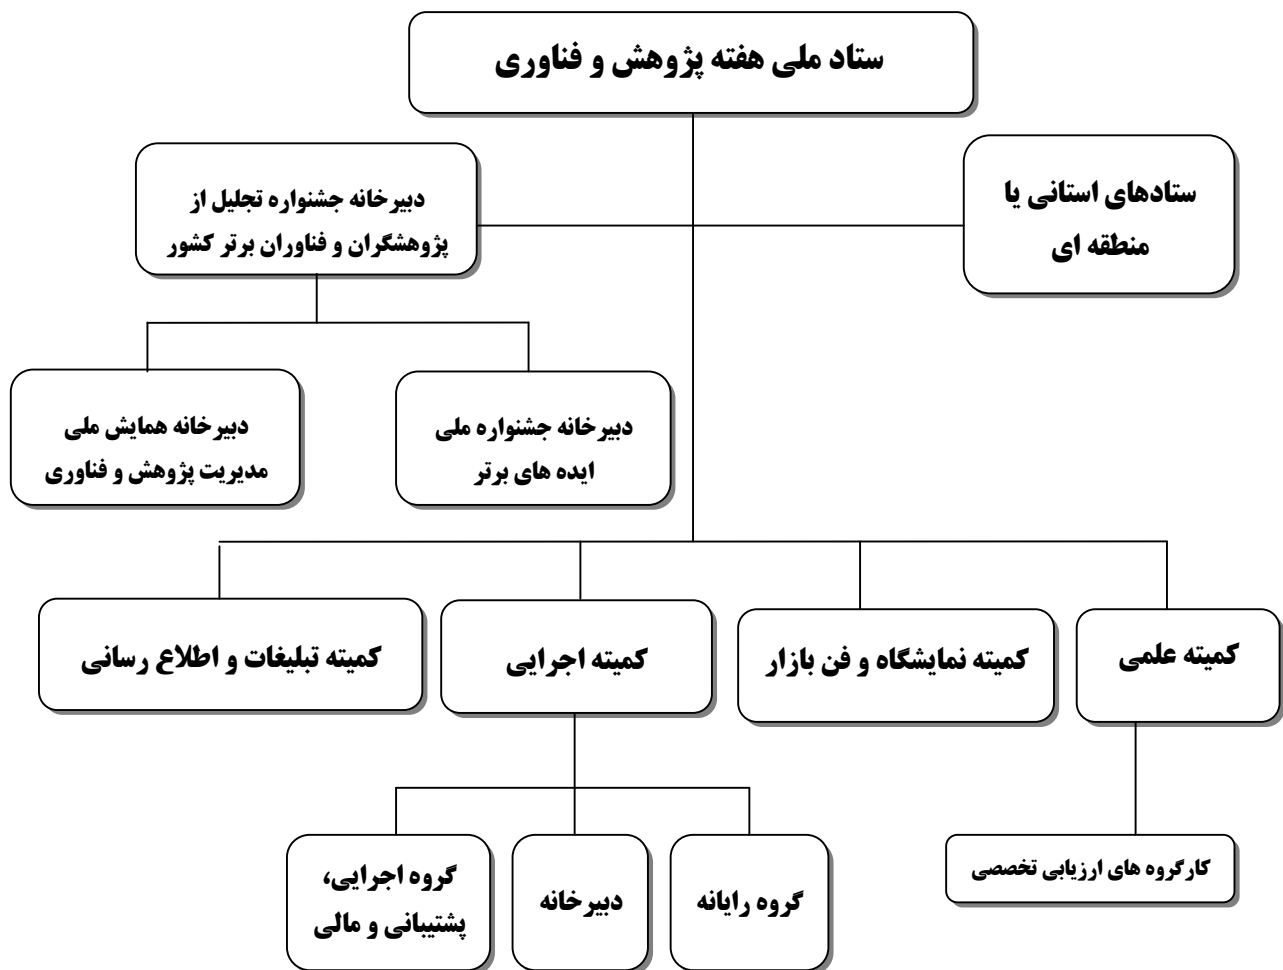 ستاد ملی هفته پژوهش و فناوری
ستادهای استانی یا
منطقه ای
دبیرخانه جشنواره تجلیل از
پژوهشگران و فناوران برتر کشور
دبیرخانه جشنواره ملی
ایده های برتر
دبیرخانه همایش ملی
مدیریت پژوهش و فناوری
کمیته علمی
کمیته نمایشگاه و فن بازار
کمیته اجرایی
کمیته تبلیغات و اطلاع رسانی
کارگروه های ارزیابی تخصصی
گروه رایانه
دبیرخانه
گروه اجرایی،
پشتیبانی و مالی